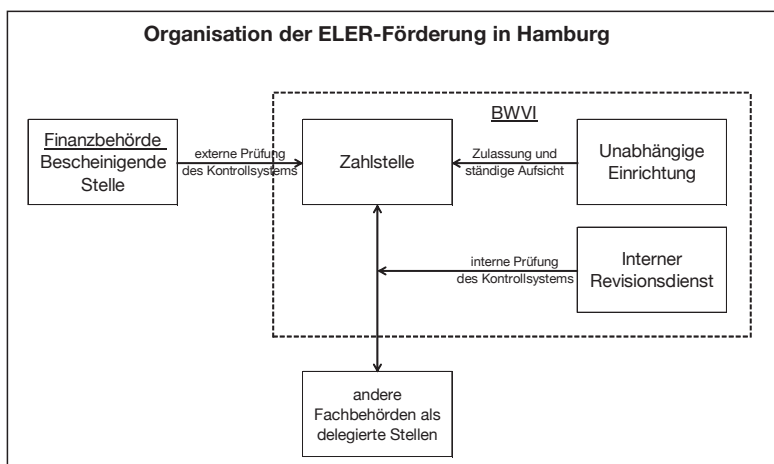 Organisation der ELER-Förderung in Hamburg
BWVI
Finanzbehörde
Bescheinigende
Stelle
externe Prüfung
des Kontrollsystems
Zahlstelle
Zulassung und
ständige Aufsicht
Unabhängige
Einrichtung
interne Prüfung
des Kontrollsystems
Interner
Revisionsdienst
andere
Fachbehörden als
delegierte Stellen